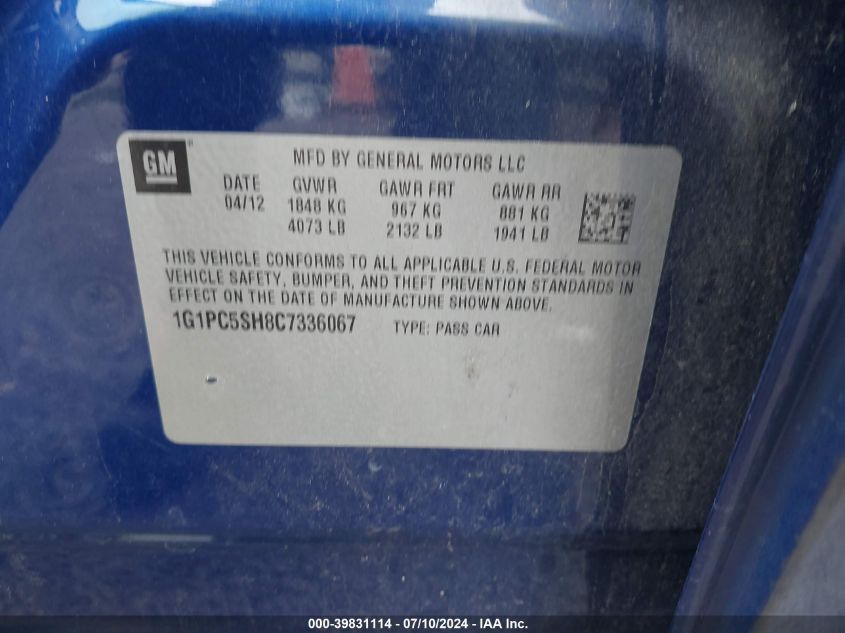 GM
MFD BY GENERAL MOTORS LLC
DATE GVWR GAWR FRT GAWR RR
04/12 1848 KG 967 KG 881 KG
4073 LB 2132 LB 1941 LB
THIS VEHICLE CONFORMS TO ALL APPLICABLE U.S. FEDERAL MOTOR
VEHICLE SAFETY, BUMPER, AND THEFT PREVENTION STANDARDS IN
EFFECT ON THE DATE OF MANUFACTURE SHOWN ABOVE.
1G1PC5SH8C7336067 TYPE: PASS CAR
000-39831114 - 07/10/2024 - IAA Inc.